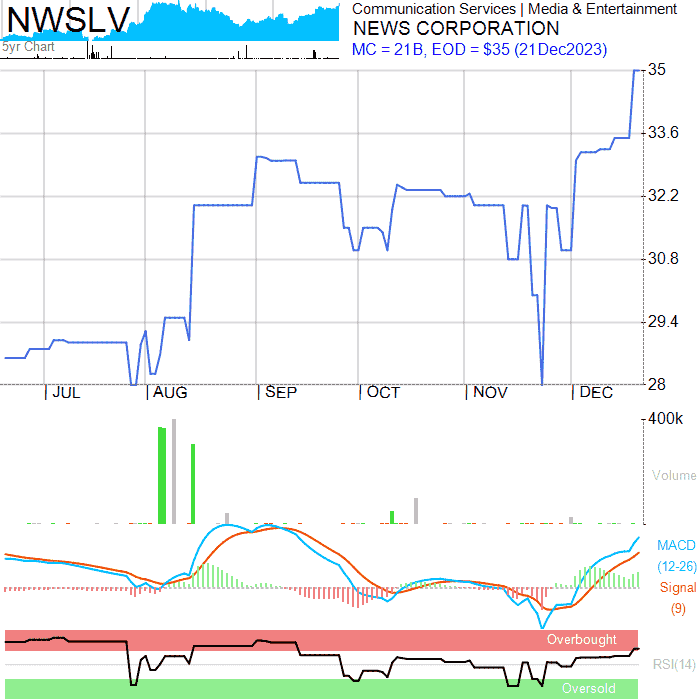 NWSLV
5yr Chart
Communication Services | Media & Entertainment
NEWS CORPORATION
MC = 21B, EOD = $35 (21Dec2023)
35
33.6
32.2
30.8
29.4
28
JUL
AUG
SEP
OCT
NOV
DEC
400k
Volume
MACD
(12-26)
Signal
(9)
Overbought
RSI(14)
Oversold